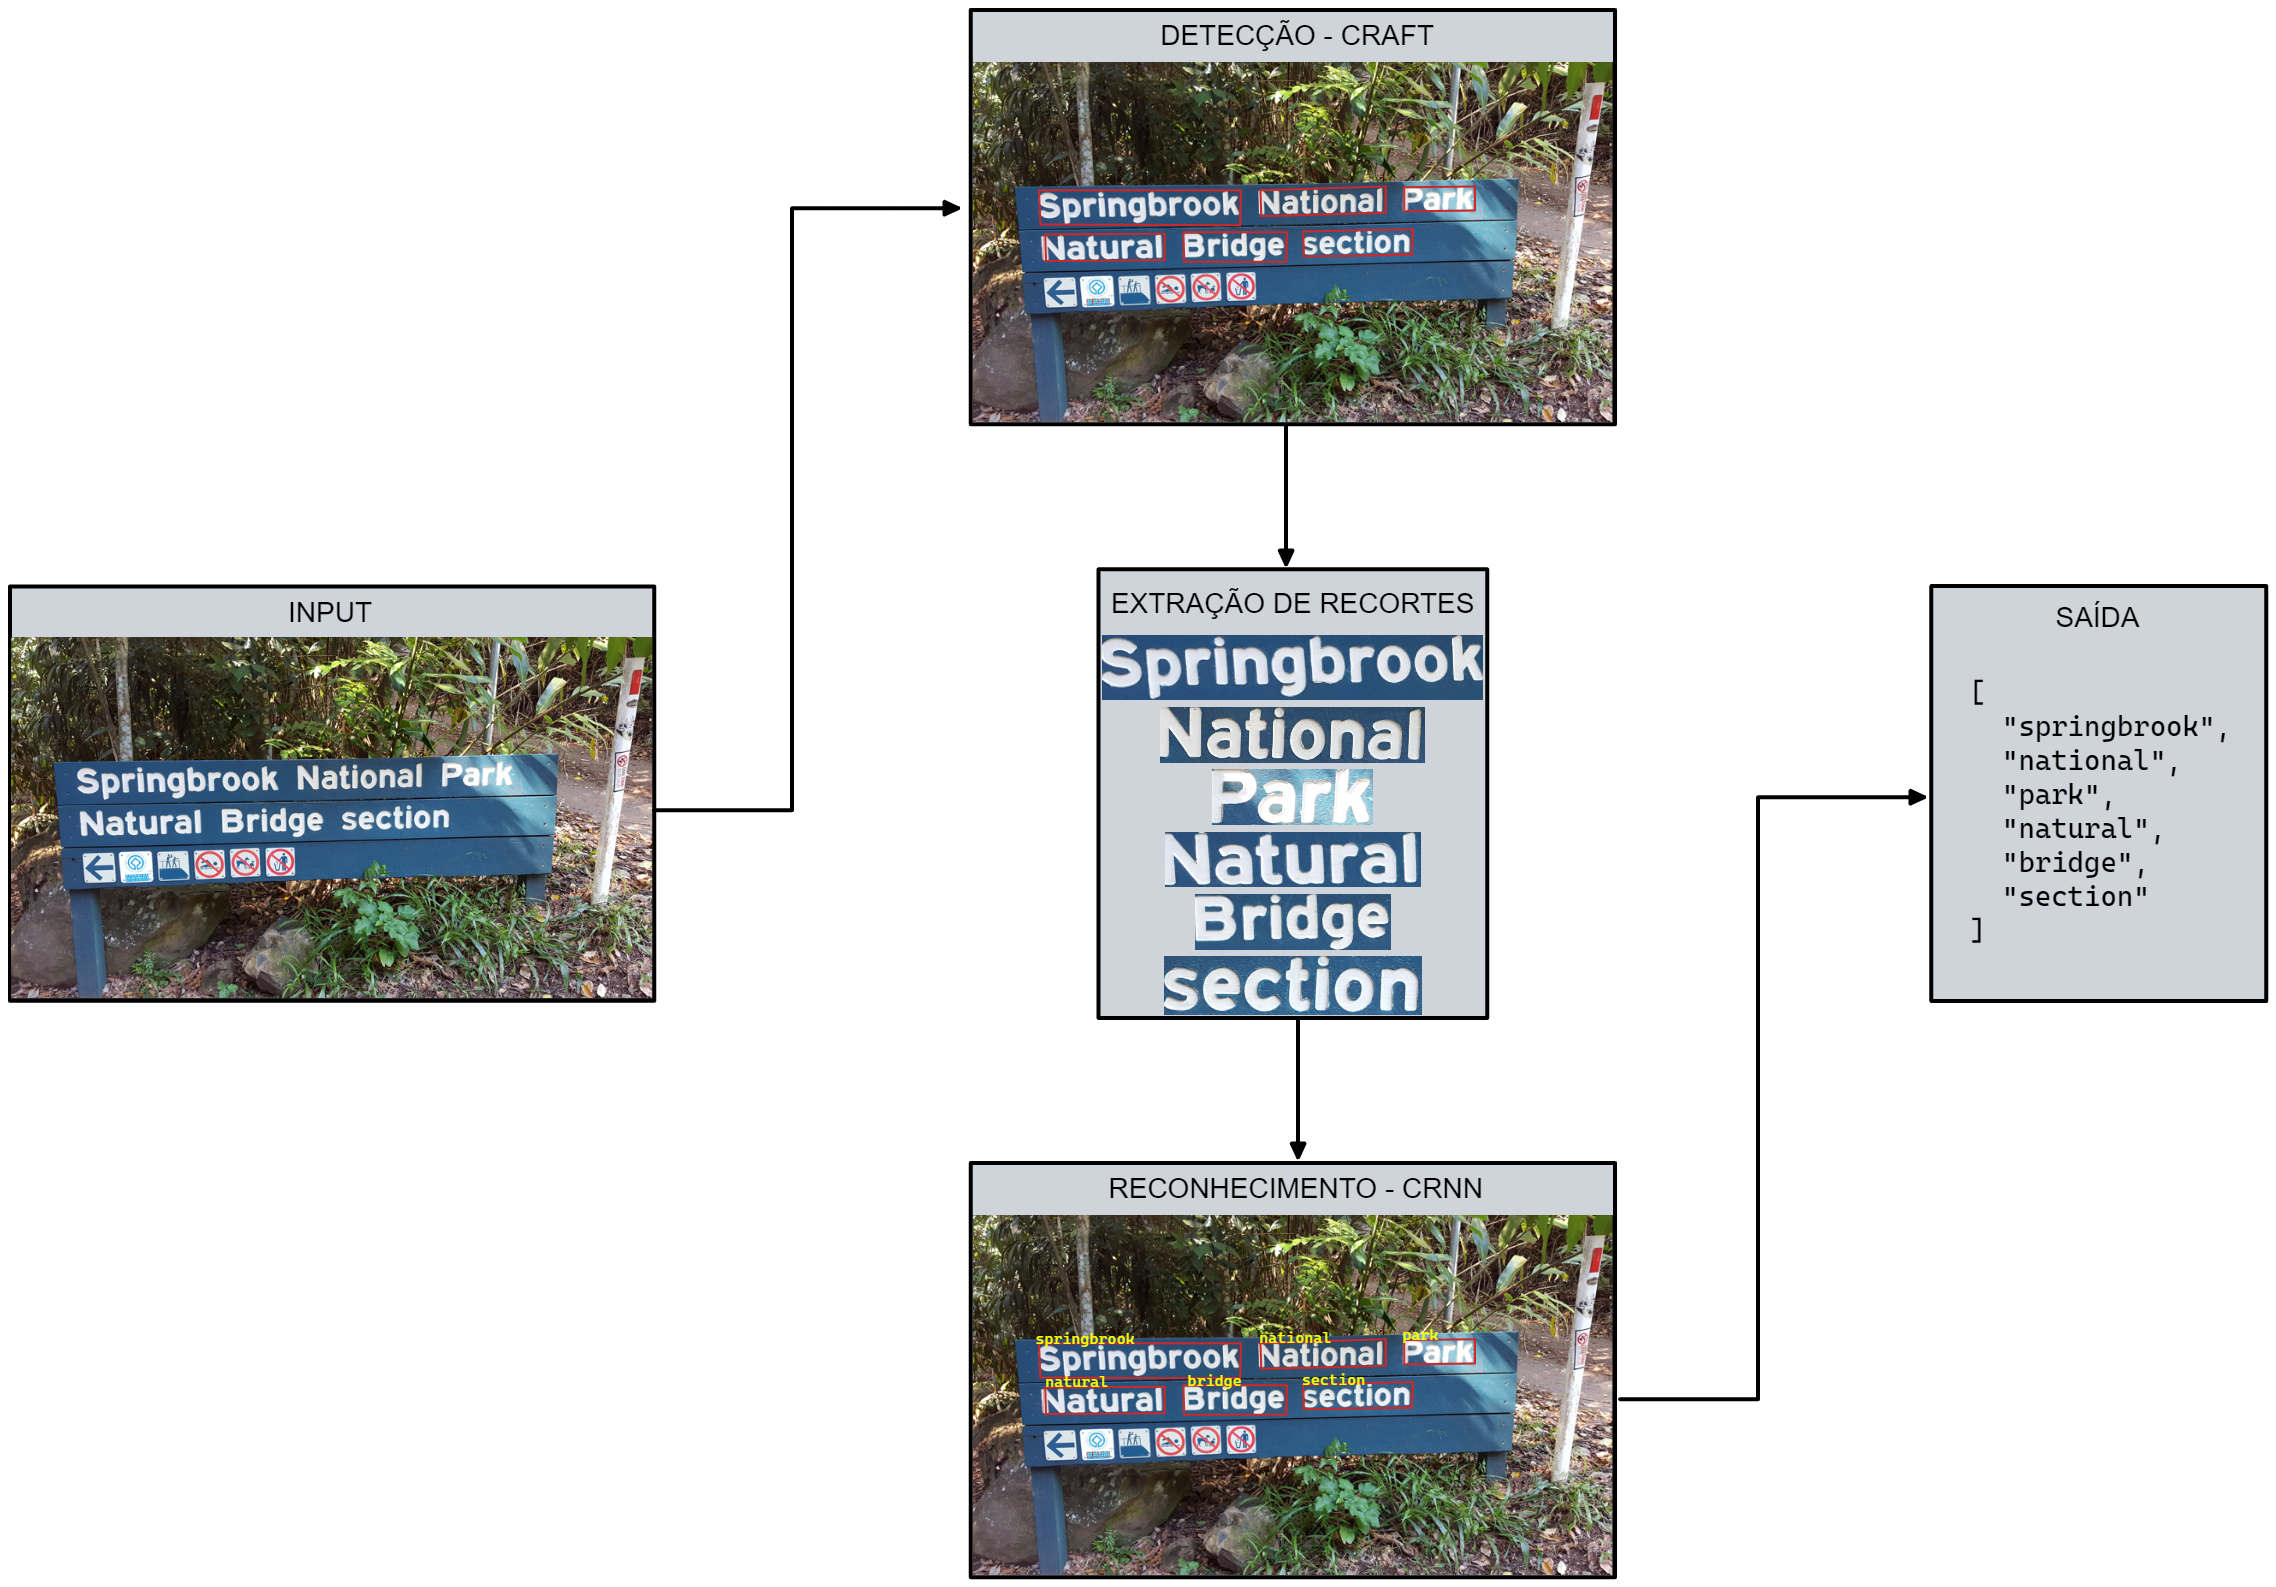 DETECÇÃO - CRAFT
Springbrook National Park
Natural Bridge section
INPUT
Springbrook National Park
Natural Bridge section
EXTRAÇÃO DE RECORTES
Springbrook
National
Park
Natural
Bridge
section
RECONHECIMENTO - CRNN
springbrook national park
Springbrook National Park
natural bridge section
Natural Bridge section
SAÍDA
[
"springbrook",
"national",
"park",
"natural",
"bridge",
"section"
]